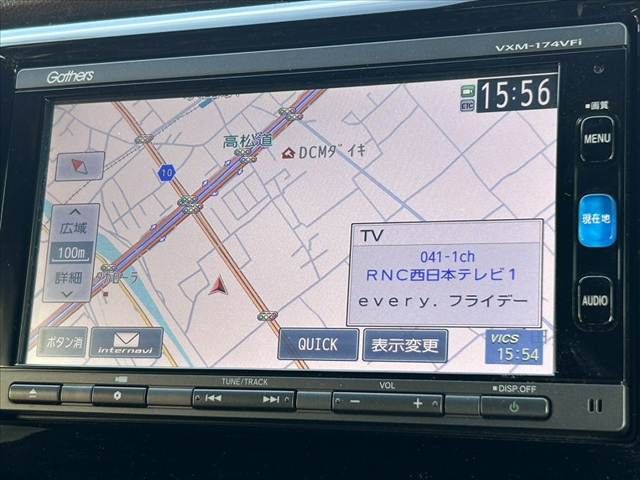 VXM-174VFi
Gathers
15:56
ETC
高松道
DCMﾀﾞｲｷ
10
広域
100m
詳細
TV
041-1ch
RNC西日本テレビ1
every. フライデー
ボタン消
internavi
QUICK
表示変更
VICS
15:54
画質
MENU
現在地
AUDIO
TUNE/TRACK
VOL
DISP.OFF